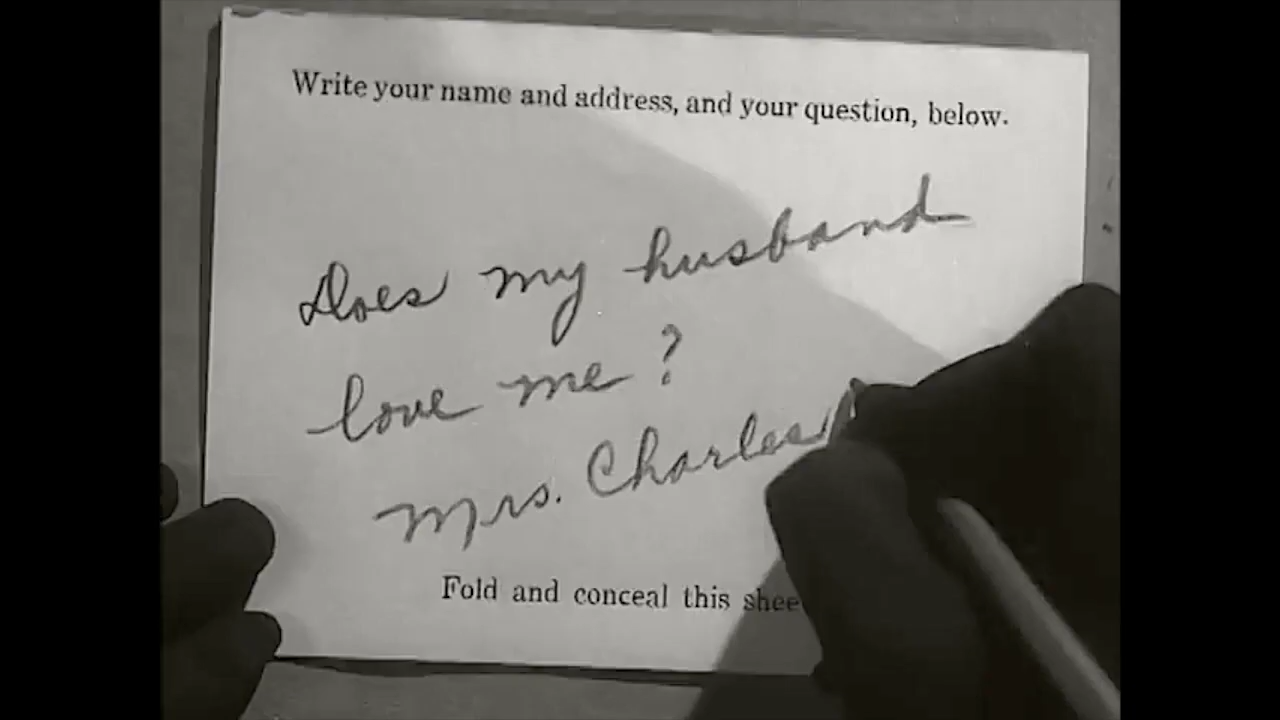 Write your name and address, and your question, below.
Does my husband
love me?
Mrs. Charles
Fold and conceal this shee